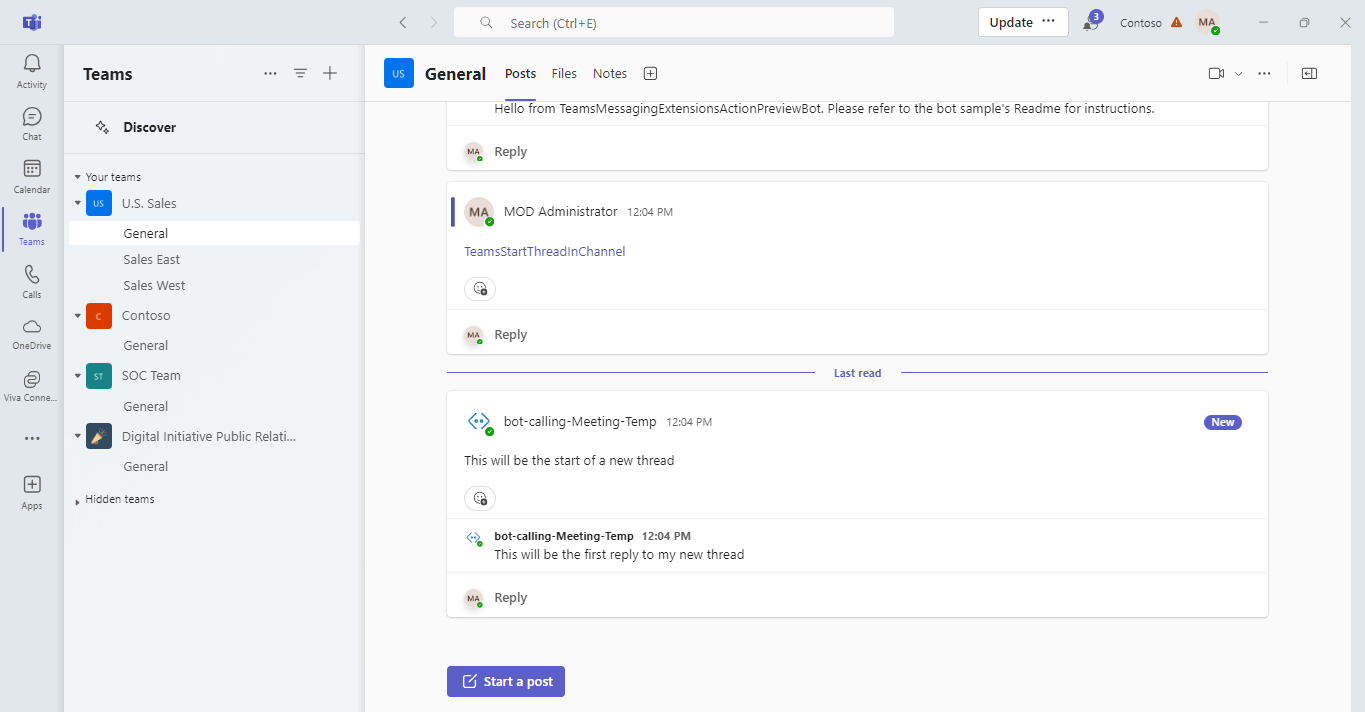 Search (Ctrl+E)
Update ···
3
Contoso
MA
Activity
Chat
Calendar
Teams
Calls
OneDrive
Viva Conne...
Apps
Teams
Discover
Your teams
US U.S. Sales
General
Sales East
Sales West
C Contoso
General
ST SOC Team
General
Digital Initiative Public Relati...
General
Hidden teams
US General Posts Files Notes
Hello from TeamsMessagingExtensionsActionPreviewBot. Please refer to the bot sample's Readme for instructions.
MA Reply
MA MOD Administrator 12:04 PM
TeamsStartThreadInChannel
MA Reply
Last read
bot-calling-Meeting-Temp 12:04 PM New
This will be the start of a new thread
bot-calling-Meeting-Temp 12:04 PM
This will be the first reply to my new thread
MA Reply
Start a post